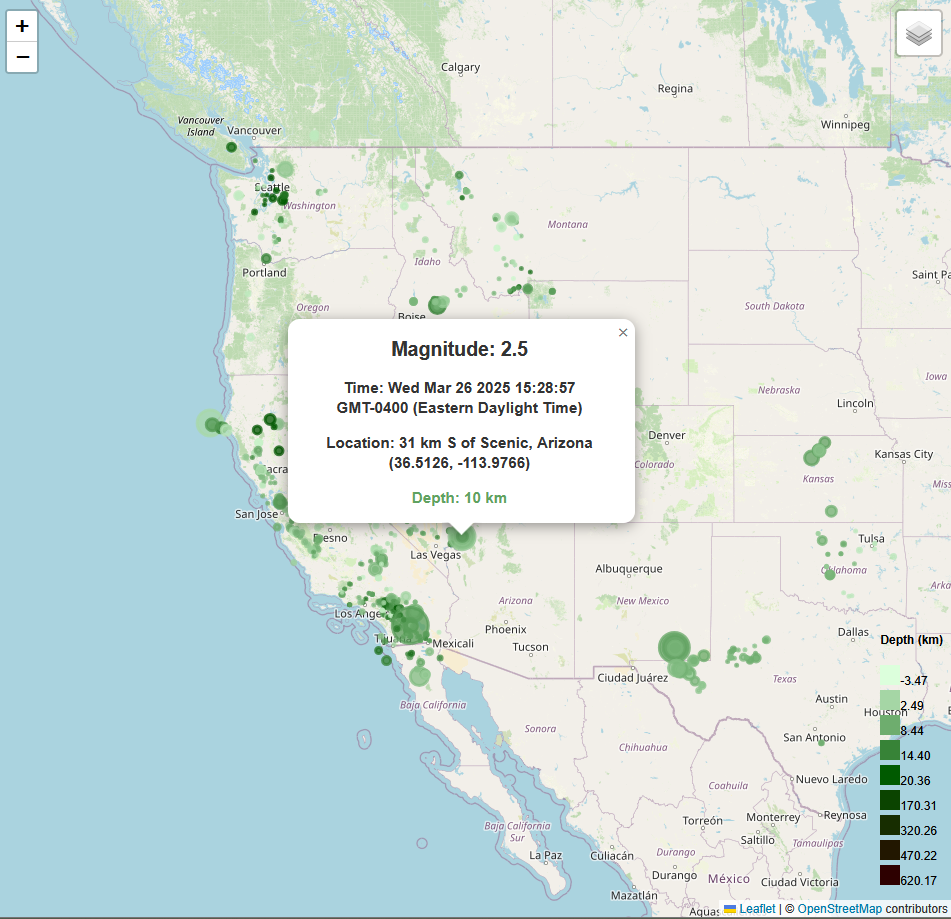 +
−
Calgary
Regina
Winnipeg
Vancouver
Island
Vancouver
Seattle
Washington
Montana
Portland
Idaho
Saint Pa
Oregon
Boise
South Dakota
×
Magnitude: 2.5
Time: Wed Mar 26 2025 15:28:57
GMT-0400 (Eastern Daylight Time)
Location: 31 km S of Scenic, Arizona
(36.5126, -113.9766)
Depth: 10 km
Iowa
Nebraska
Lincoln
Denver
Colorado
Kansas City
Kansas
Miss
acra
San Jose
Fresno
Las Vegas
Tulsa
Albuquerque
Oklahoma
Arizona
New Mexico
Arka
Los Ange
Phoenix
Dallas
Tijuana
Mexicali
Tucson
Ciudad Juárez
Texas
Baja California
Austin
Houston
Sonora
San Antonio
Chihuahua
Nuevo Laredo
Coahuila
Reynosa
Monterrey
Torreón
Baja California
Sur
Saltillo
Tamaulipas
La Paz
Culiacán
Durango
Durango
México
Ciudad Victoria
Mazatlán
Aguas
Depth (km)
-3.47
2.49
8.44
14.40
20.36
170.31
320.26
470.22
620.17
Leaflet | © OpenStreetMap contributors